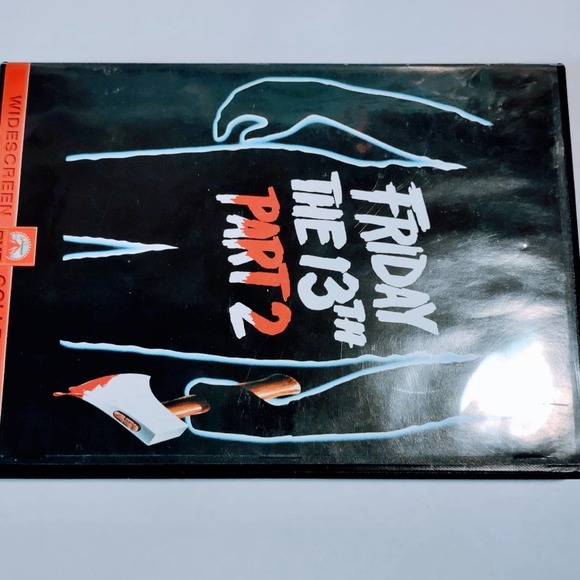 WIDESCREEN
FRIDAY
THE 13TH
PART 2